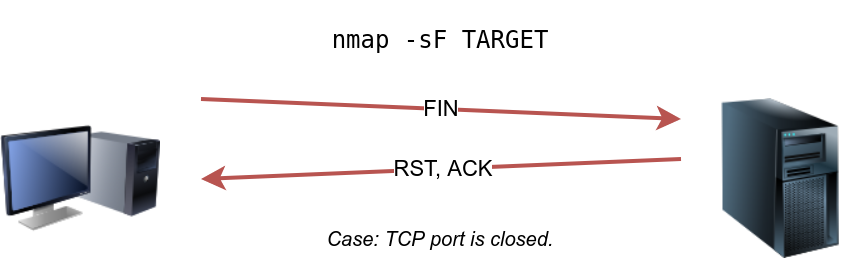 nmap -sF TARGET
FIN
RST, ACK
Case: TCP port is closed.